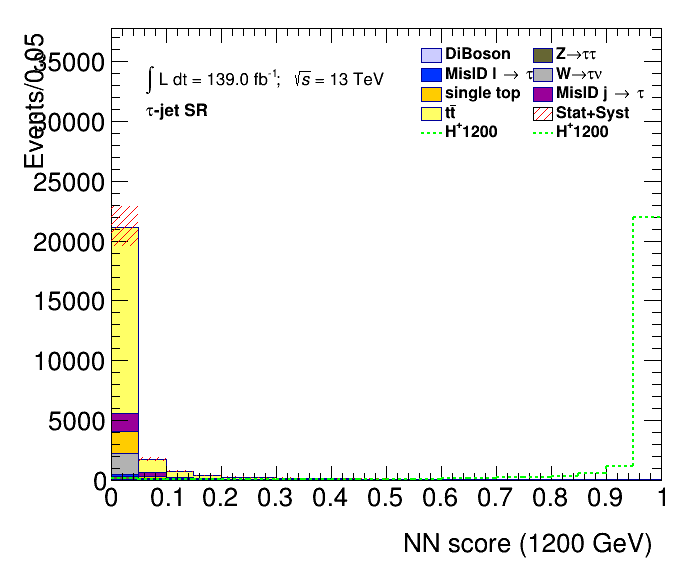 Events/0.05
35000
30000
25000
20000
15000
10000
5000
0
∫ L dt = 139.0 fb⁻¹; √s = 13 TeV
τ-jet SR
DiBoson Z→ττ
MisID l → τ W→τν
single top MisID j → τ
tt̄ Stat+Syst
H⁺1200 H⁺1200
0 0.1 0.2 0.3 0.4 0.5 0.6 0.7 0.8 0.9 1
NN score (1200 GeV)